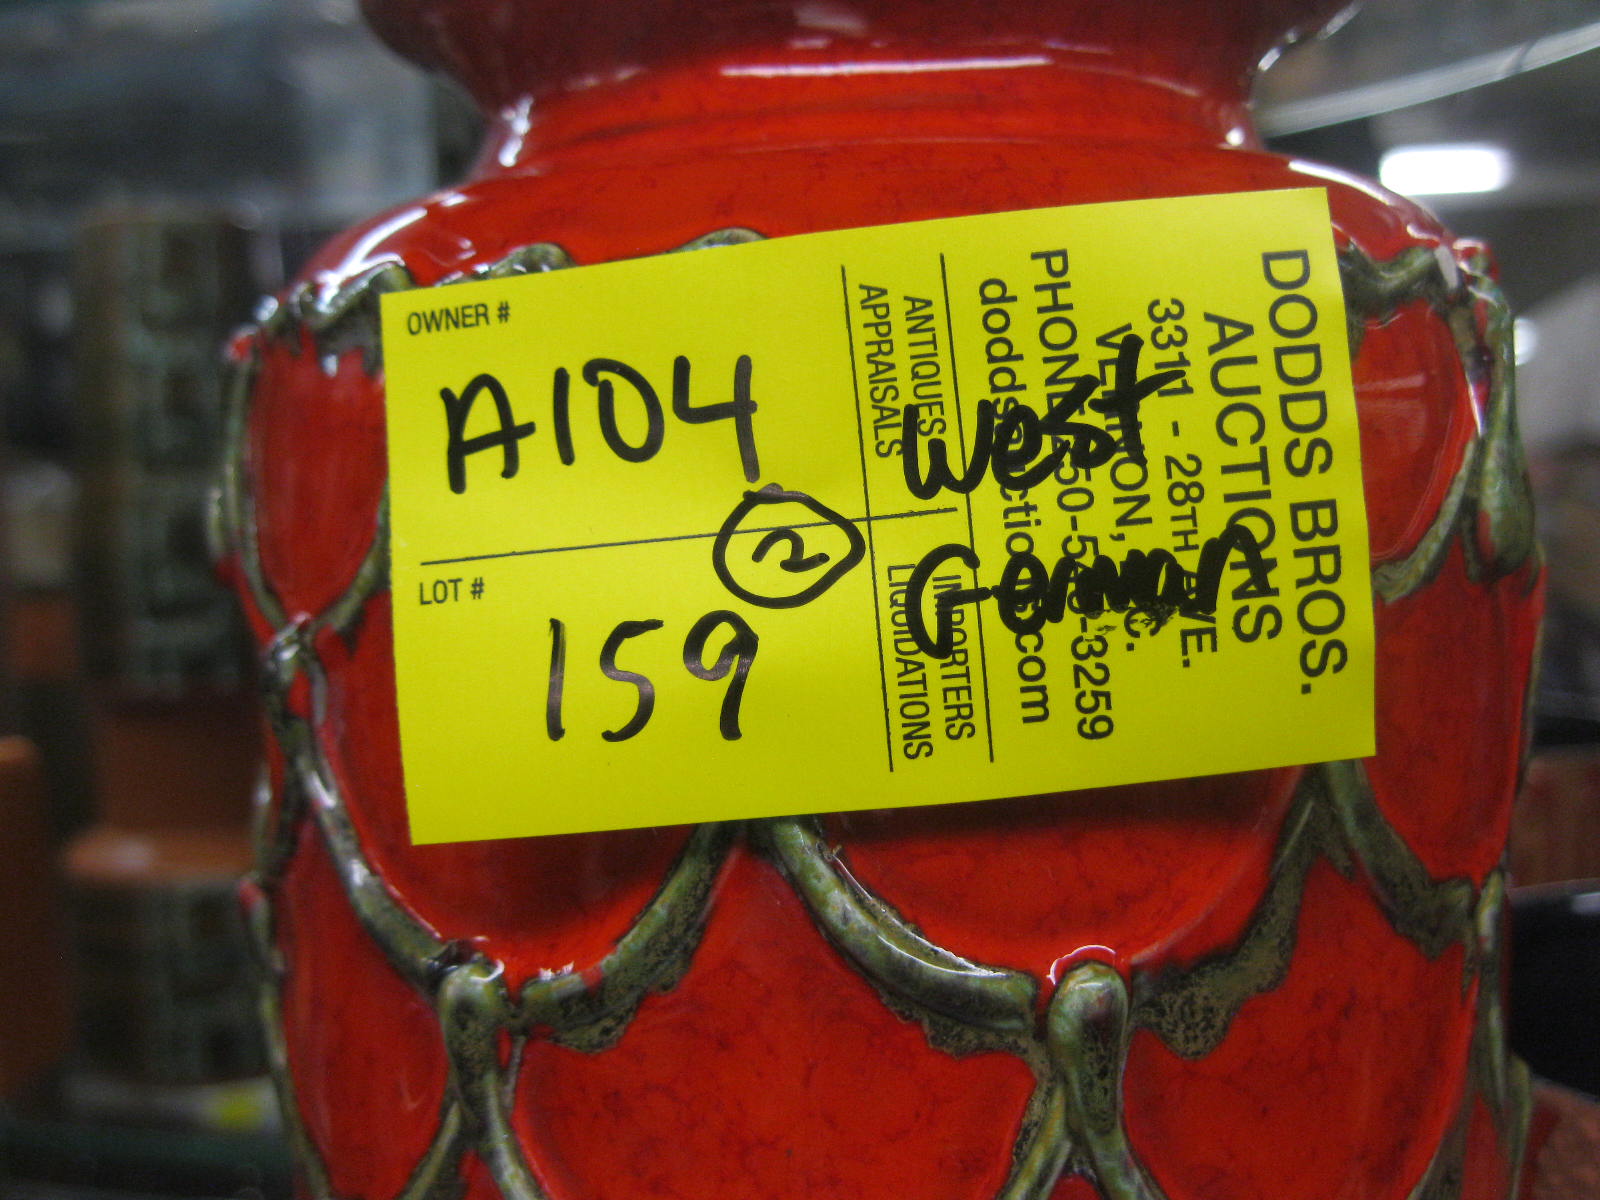 OWNER #
A104
2
LOT #
159
ANTIQUES
APPRAISALS
IMPORTERS
LIQUIDATIONS
West
DODDS BROS.
AUCTIONS
3311 - 28TH AVE.
VERNON,
PHONE
3259
.com